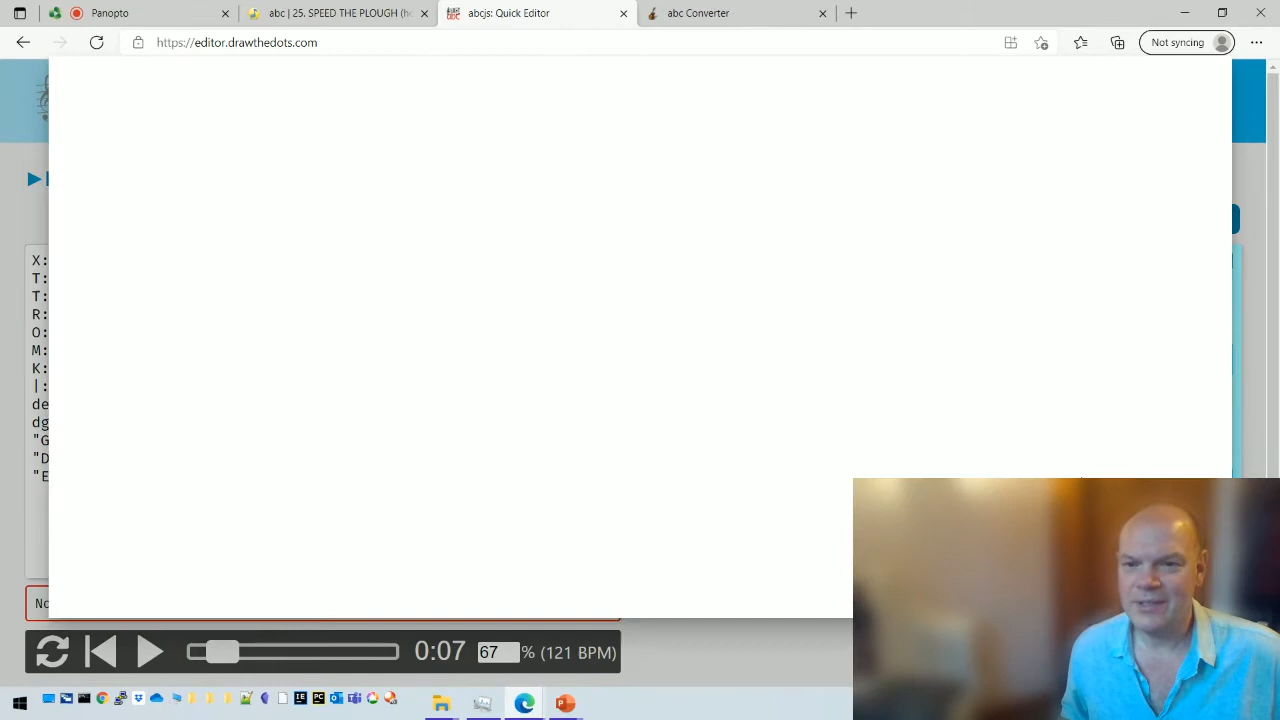 Panopto
abc | 25. SPEED THE PLOUGH (ho
abcjs: Quick Editor
abc Converter
https://editor.drawthedots.com
Not syncing
X:
T:
T:
R:
O:
M:
K:
|:
de
dg
"G
"D
"E
No
0:07 67 % (121 BPM)